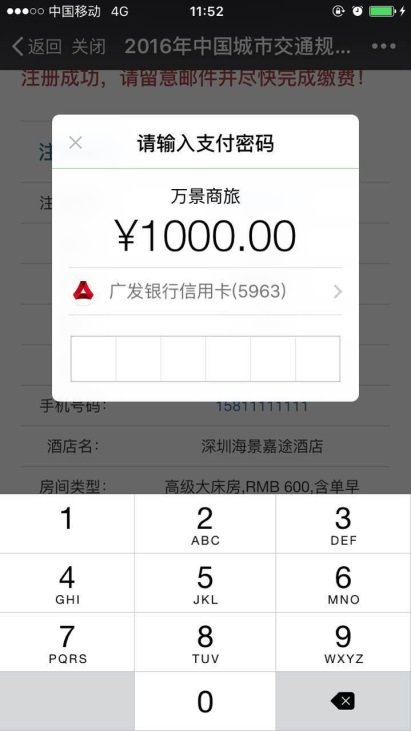 中国移动 4G 11:52
返回 关闭 2016年中国城市交通规...
注册成功，请留意邮件并尽快完成缴费！
请输入支付密码
万景商旅
¥1000.00
广发银行信用卡(5963)
手机号码： 15811111111
酒店名： 深圳海景嘉途酒店
房间类型： 高级大床房,RMB 600,含单早
1 2 3
ABC DEF
4 5 6
GHI JKL MNO
7 8 9
PQRS TUV WXYZ
0